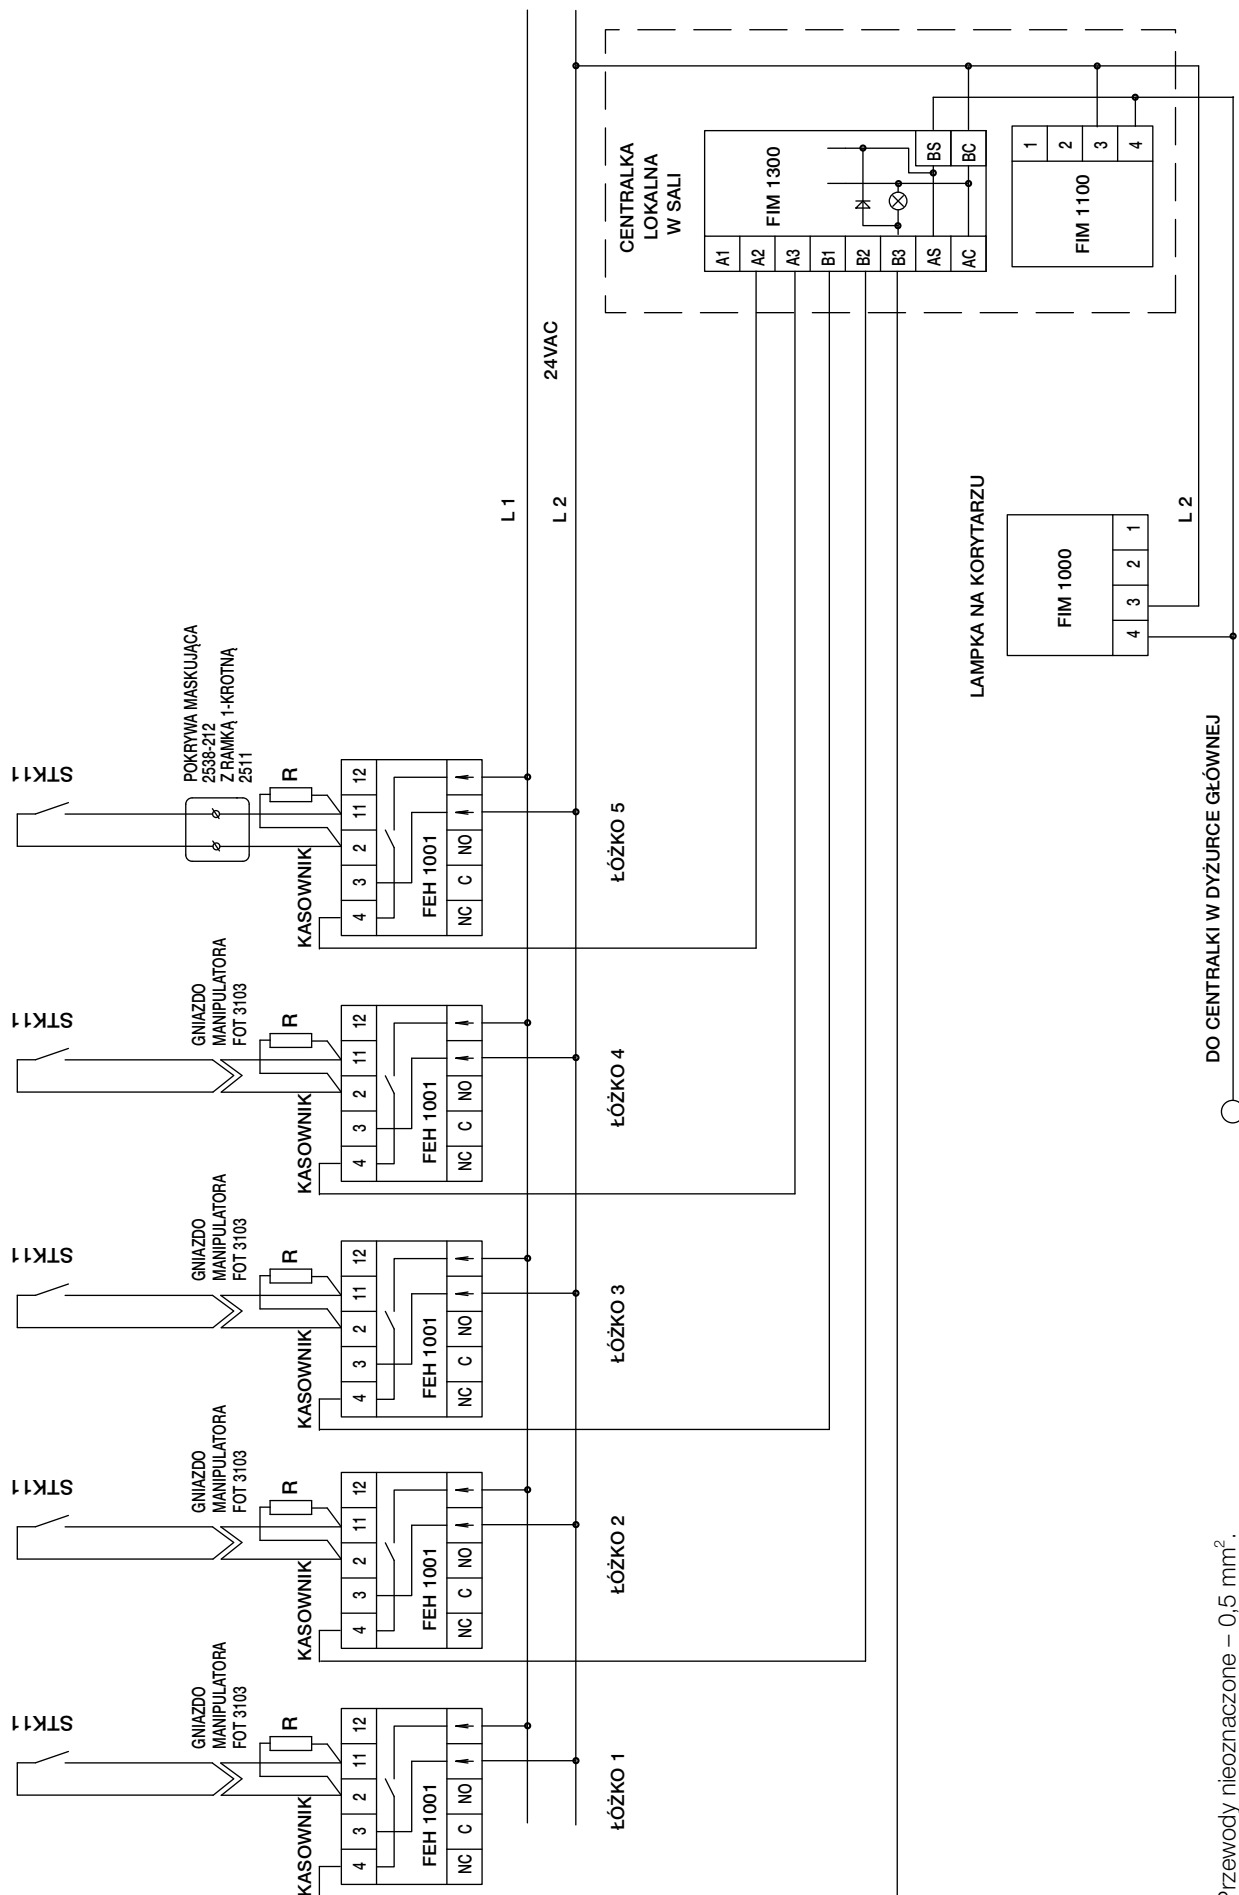 STK11
STK11
STK11
STK11
STK11
GNIAZDO
MANIPULATORA
FOT 3103
GNIAZDO
MANIPULATORA
FOT 3103
GNIAZDO
MANIPULATORA
FOT 3103
GNIAZDO
MANIPULATORA
FOT 3103
POKRYWA MASKUJĄCA
2538-212
Z RAMKĄ 1-KROTNĄ
2511
KASOWNIK
R
4 3 2 11 12
FEH 1001
NC C NO
ŁÓŻKO 1
KASOWNIK
R
4 3 2 11 12
FEH 1001
NC C NO
ŁÓŻKO 2
KASOWNIK
R
4 3 2 11 12
FEH 1001
NC C NO
ŁÓŻKO 3
KASOWNIK
R
4 3 2 11 12
FEH 1001
NC C NO
ŁÓŻKO 4
KASOWNIK
R
4 3 2 11 12
FEH 1001
NC C NO
ŁÓŻKO 5
L 1
L 2
24VAC
CENTRALKA
LOKALNA
W SALI
A1
A2
A3
B1
B2
B3
AS
AC
FIM 1300
BS
BC
1
2
3
4
FIM 1100
LAMPKA NA KORYTARZU
FIM 1000
4 3 2 1
L 2
DO CENTRALKI W DYŻURCE GŁÓWNEJ
Przewody nieoznaczone – 0,5 mm².